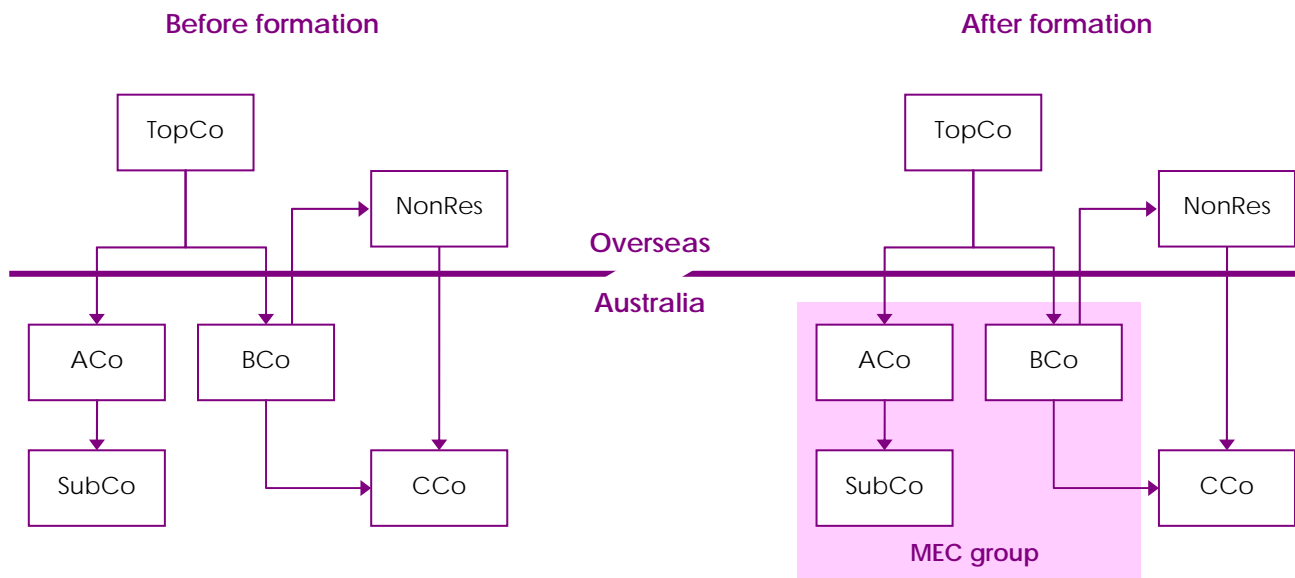 Before formation
After formation
TopCo
NonRes
TopCo
NonRes
Overseas
Australia
ACo
BCo
ACo
BCo
SubCo
CCo
SubCo
CCo
MEC group